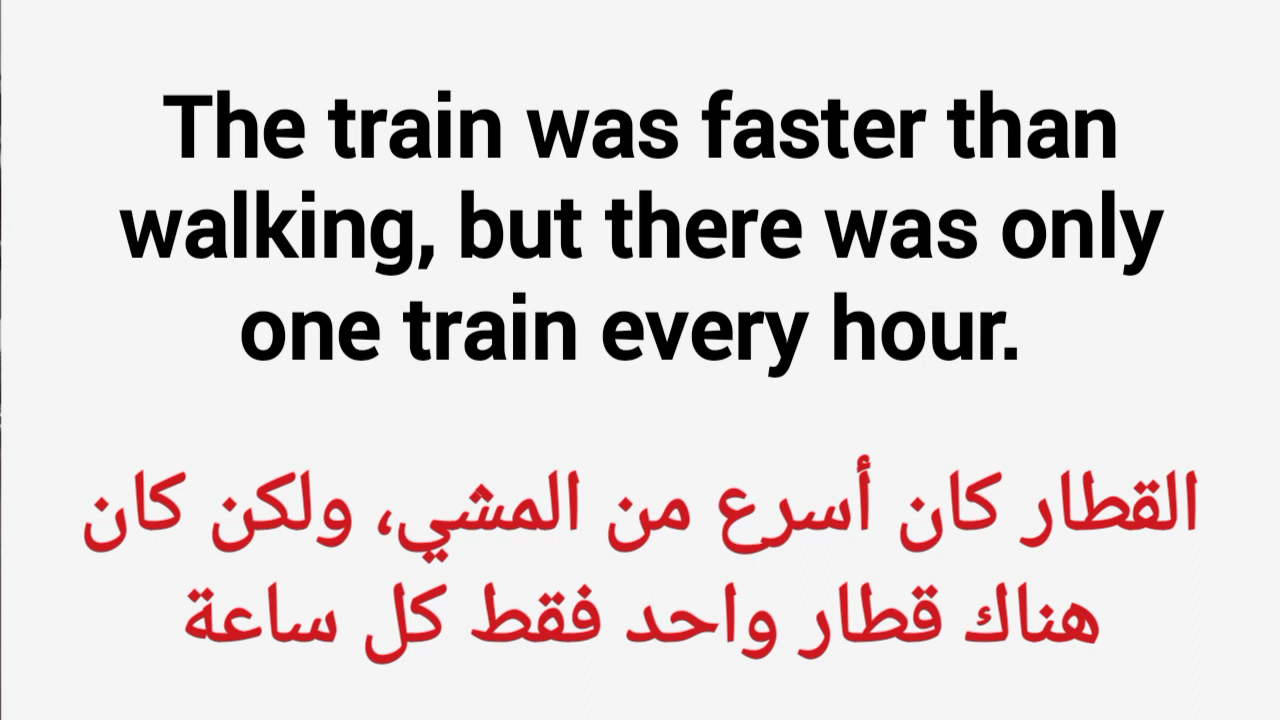 The train was faster than
walking, but there was only
one train every hour.
القطار كان أسرع من المشي، ولكن كان
هناك قطار واحد فقط كل ساعة